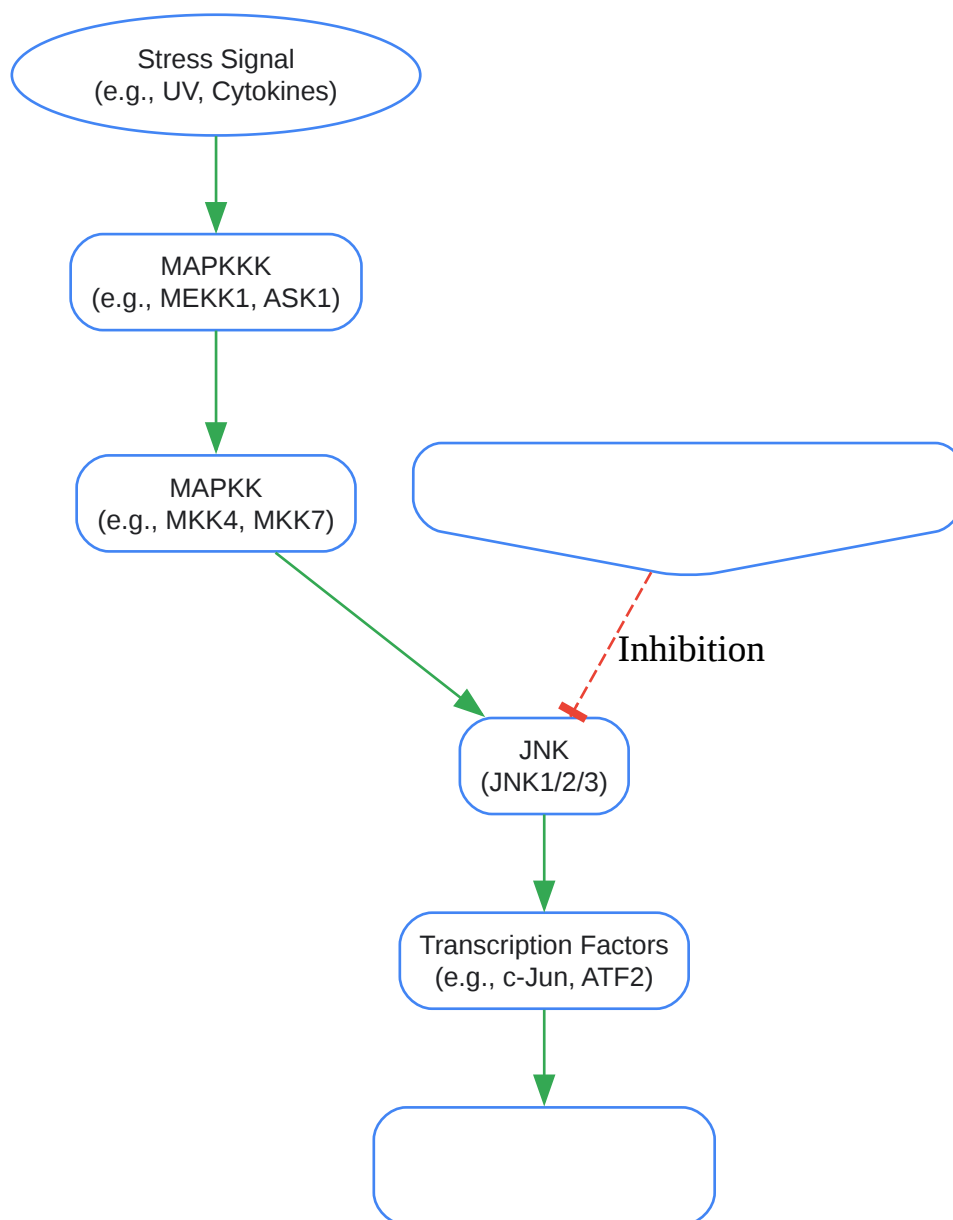 Stress Signal
(e.g., UV, Cytokines)
MAPKKK
(e.g., MEKK1, ASK1)
MAPKK
(e.g., MKK4, MKK7)
Inhibition
JNK
(JNK1/2/3)
Transcription Factors
(e.g., c-Jun, ATF2)